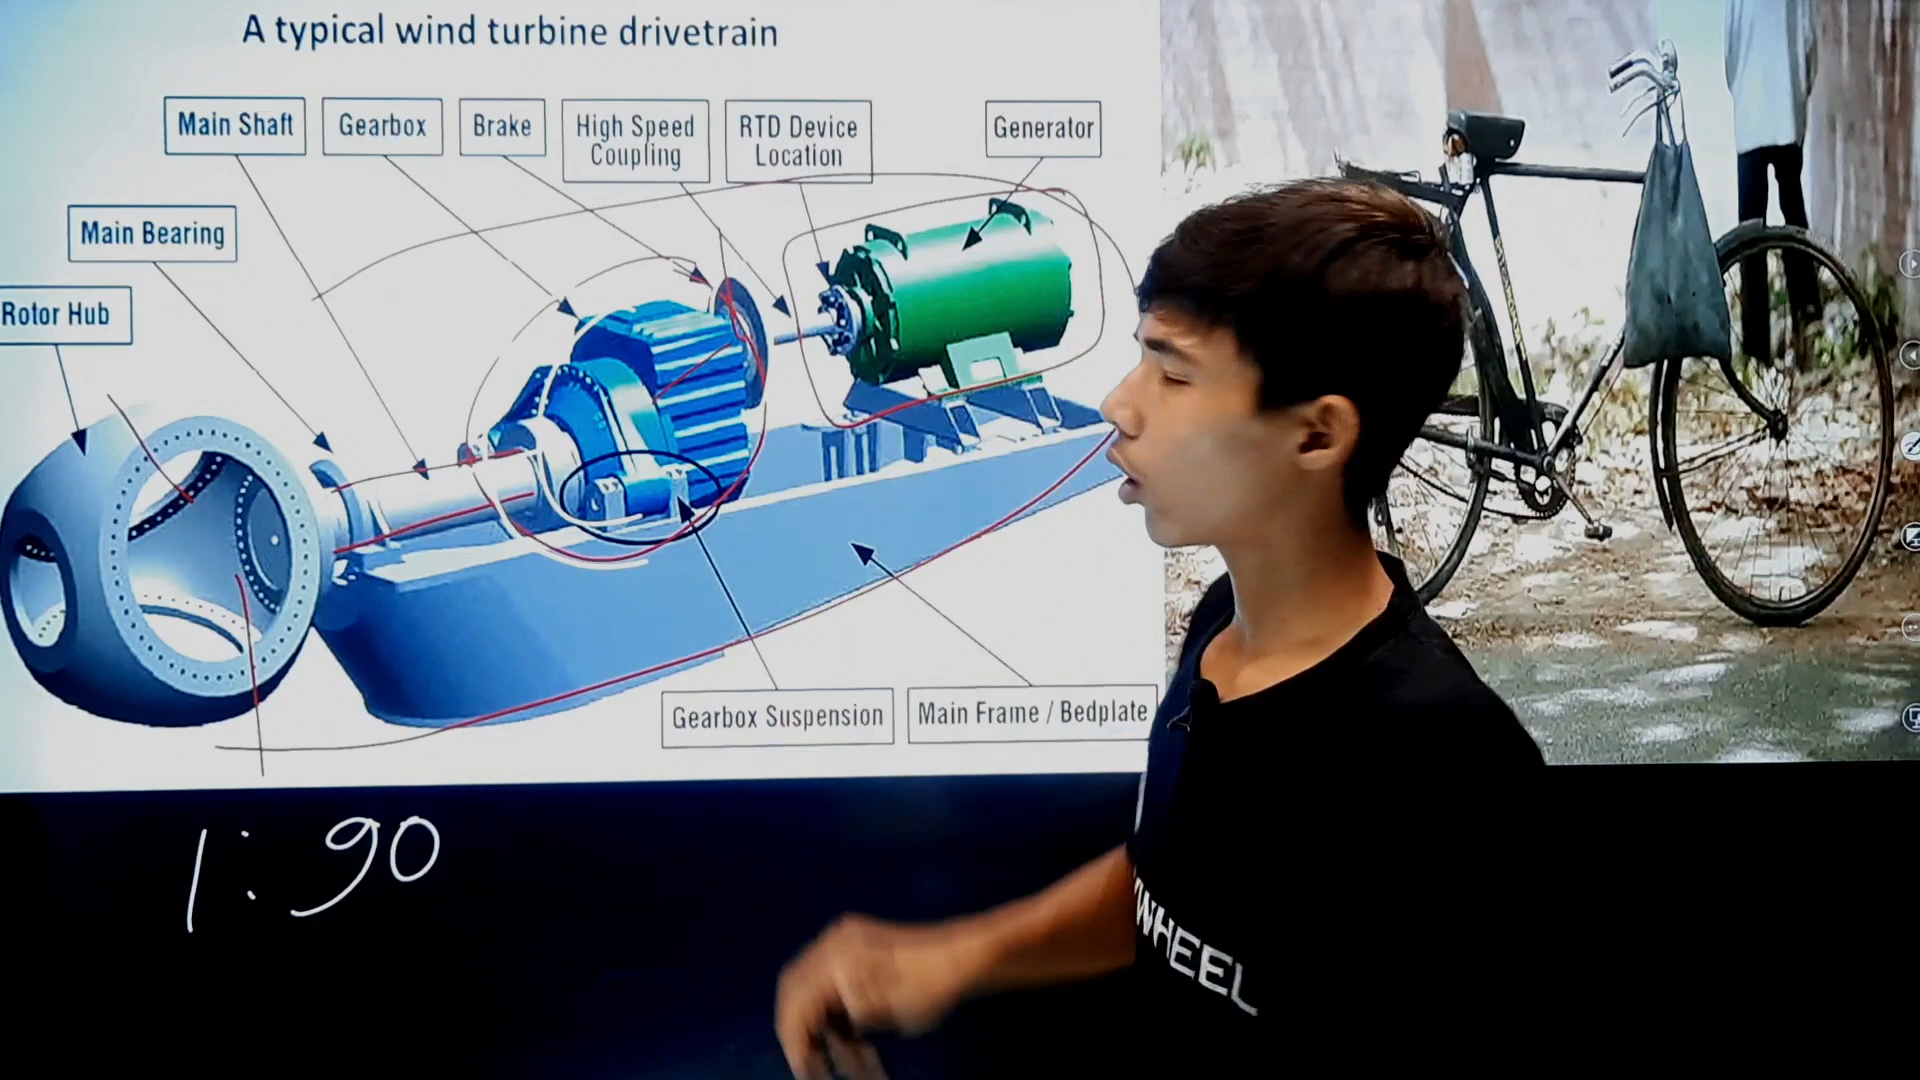 A typical wind turbine drivetrain
Main Shaft
Gearbox
Brake
High Speed
Coupling
RTD Device
Location
Generator
Main Bearing
Rotor Hub
Gearbox Suspension
Main Frame / Bedplate
1:90
WHEEL